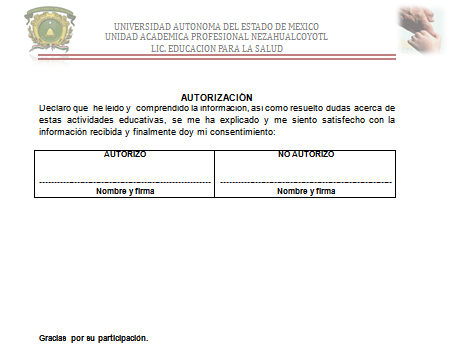 UNIVERSIDAD AUTONOMA DEL ESTADO DE MEXICO
UNIDAD ACADEMICA PROFESIONAL NEZAHUALCOYOTL
LIC. EDUCACION PARA LA SALUD
AUTORIZACIÓN
Declaro que he leído y comprendido la información, así como resuelto dudas acerca de
estas actividades educativas, se me ha explicado y me siento satisfecho con la
información recibida y finalmente doy mi consentimiento:
AUTORIZO
NO AUTORIZO
Nombre y firma
Nombre y firma
Gracias por su participación.